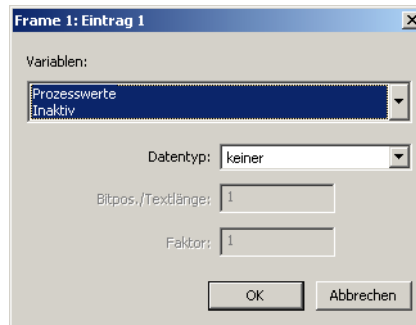 Frame 1: Eintrag 1
Variablen:
Prozesswerte
Inaktiv
Datentyp: keiner
Bitpos./Textlänge: 1
Faktor: 1
OK Abbrechen